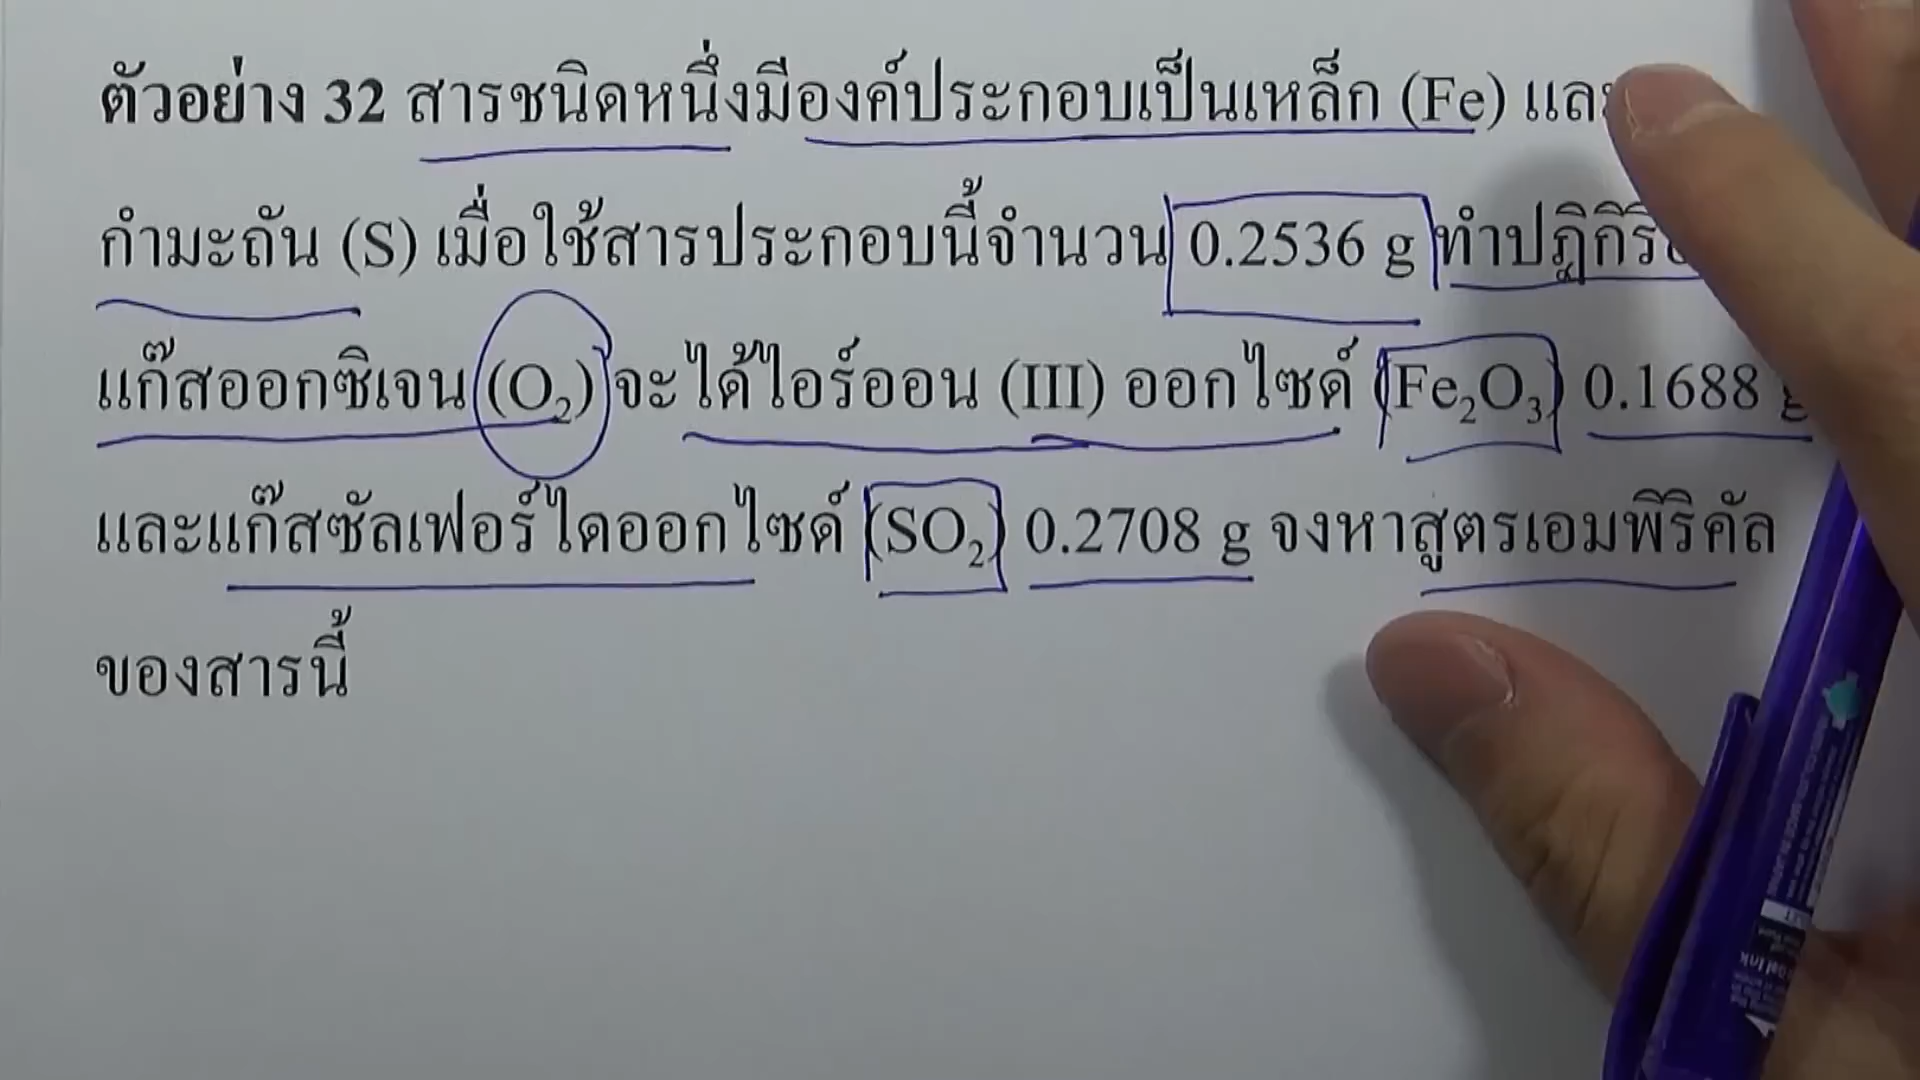 ตัวอย่าง 32 สารชนิดหนึ่งมีองค์ประกอบเป็นเหล็ก (Fe) และ
กำมะถัน (S) เมื่อใช้สารประกอบนี้จำนวน 0.2536 g
แก๊สออกซิเจน (O₂) จะได้ไอร์ออน (III) ออกไซด์ (Fe₂O₃) 0.1688 g
และแก๊สซัลเฟอร์ไดออกไซด์ (SO₂) 0.2708 g จงหาสูตรเอมพิริคัล
ของสารนี้